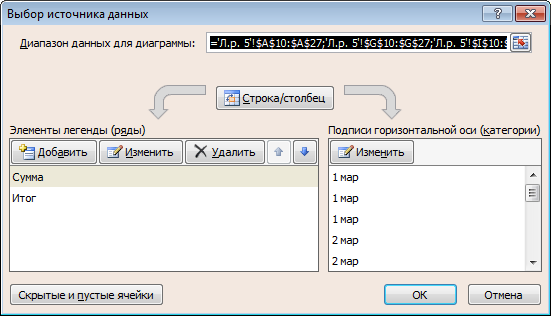 Выбор источника данных
Диапазон данных для диаграммы: ='Л.р. 5'!$A$10:$A$27;'Л.р. 5'!$G$10:$G$27;'Л.р. 5'!$I$10:$
Строка/столбец
Элементы легенды (ряды)
Добавить Изменить Удалить
Сумма
Итог
Подписи горизонтальной оси (категории)
Изменить
1 мар
1 мар
1 мар
2 мар
2 мар
Скрытые и пустые ячейки
ОК Отмена